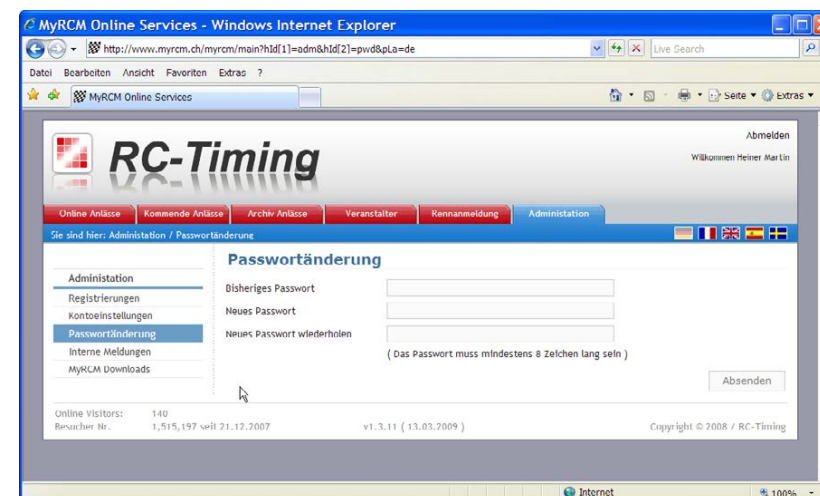 MyRCM Online Services - Windows Internet Explorer
http://www.myrcm.ch/myrcm/main?hId[1]=adm&hId[2]=pwd&pLa=de
Live Search
Datei Bearbeiten Ansicht Favoriten Extras ?
MyRCM Online Services
Seite Extras
Abmelden
RC-Timing
Willkommen Heiner Martin
Online Anlässe Kommende Anlässe Archiv Anlässe Veranstalter Rennanmeldung Administation
Sie sind hier: Administation / Passwortänderung
Passwortänderung
Administation
Bisheriges Passwort
Registrierungen
Neues Passwort
Kontoeinstellungen
Passwortänderung
Neues Passwort wiederholen
Interne Meldungen
( Das Passwort muss mindestens 8 Zeichen lang sein )
MyRCM Downloads
Absenden
Online Visitors: 140
Besucher Nr. 1,515,197 seit 21.12.2007
v1.3.11 ( 13.03.2009 )
Copyright © 2008 / RC-Timing
Internet
100%